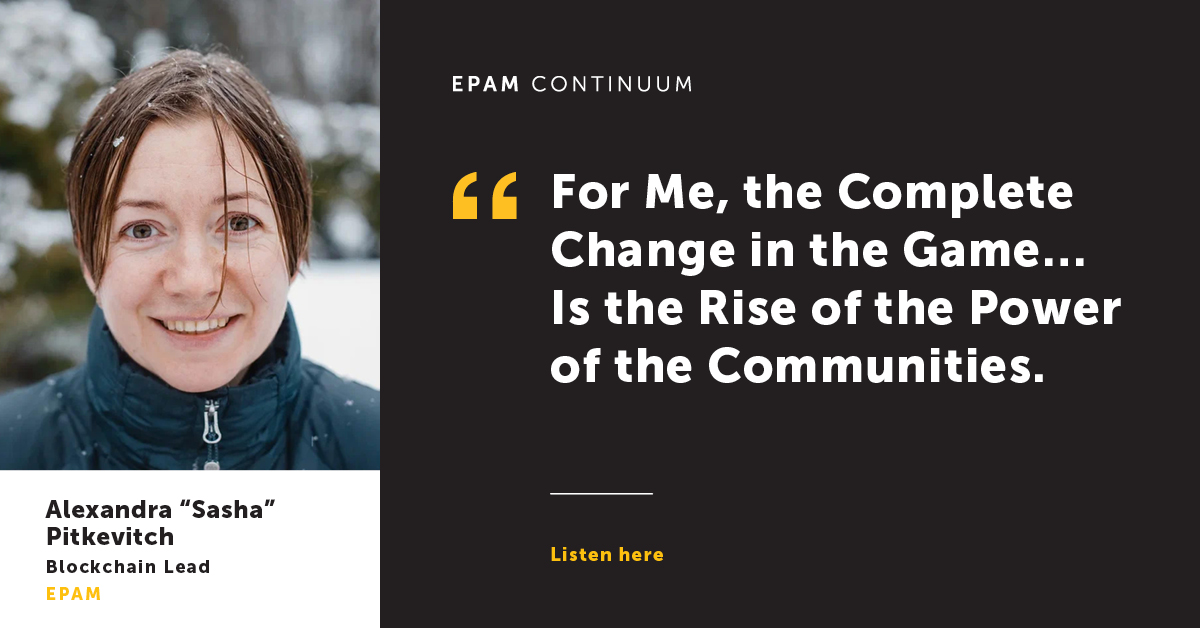 EPAM CONTINUUM
“
For Me, the Complete
Change in the Game...
Is the Rise of the Power
of the Communities.
Listen here
Alexandra “Sasha”
Pitkevitch
Blockchain Lead
EPAM